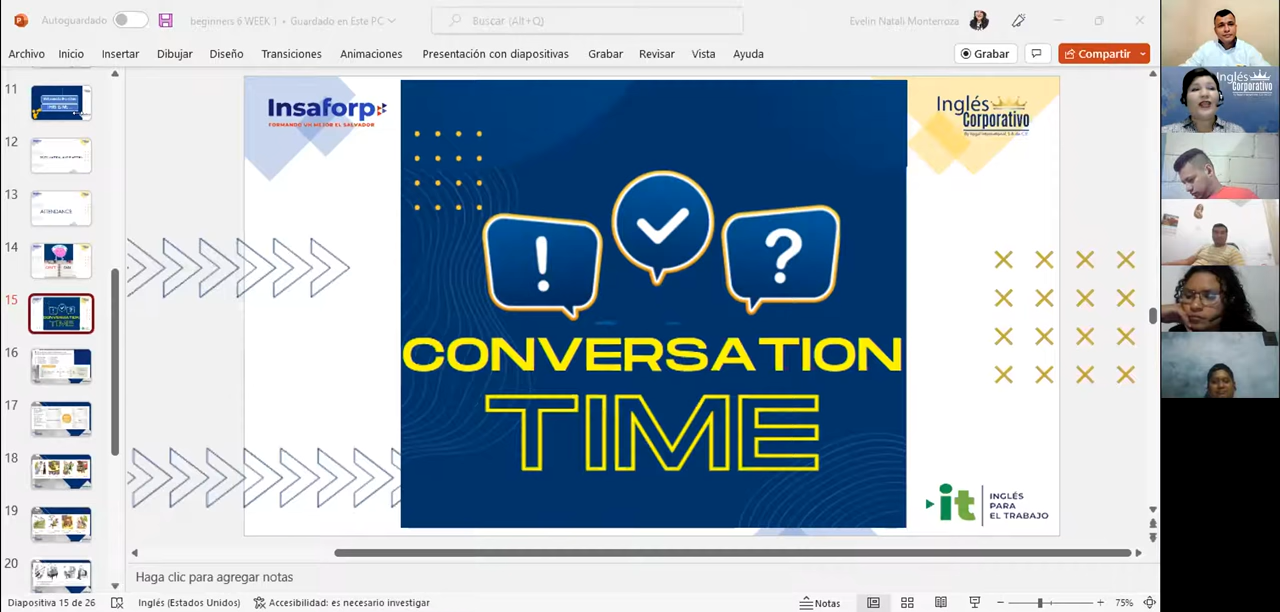 Autoguardado
beginners 6 WEEK 1 • Guardado en Este PC
Buscar (Alt+Q)
Evelin Natali Monterroza
Archivo Inicio Insertar Dibujar Diseño Transiciones Animaciones Presentación con diapositivas Grabar Revisar Vista Ayuda
Grabar
Compartir
11
12
13
ATTENDANCE
14
15
CONVERSATION
TIME
16
17
18
19
20
Insaforp
FORMANDO UN MEJOR EL SALVADOR
Inglés
Corporativo
! ?
CONVERSATION
TIME
it
INGLÉS
PARA
EL TRABAJO
Haga clic para agregar notas
Diapositiva 15 de 26 Inglés (Estados Unidos) Accesibilidad: es necesario investigar Notas 75%
Inglés
Corporativo